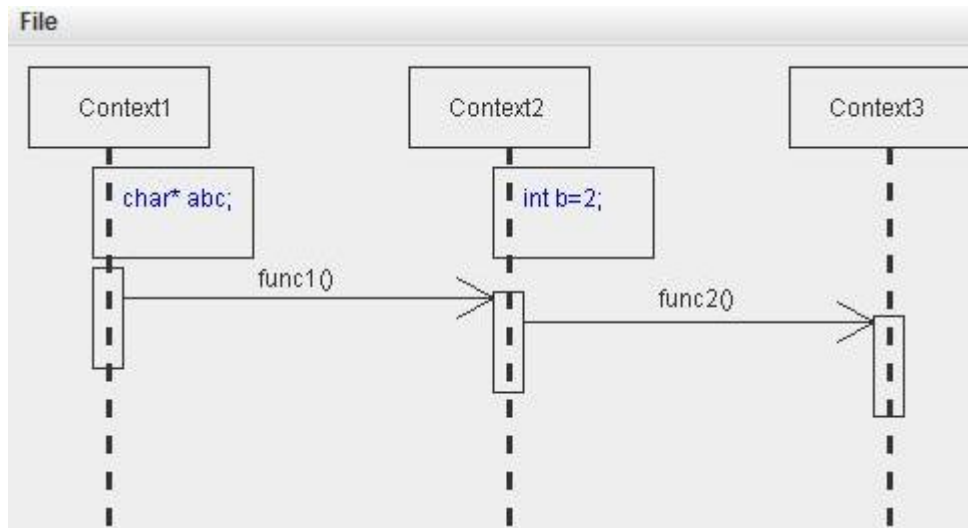 File
Context1
Context2
Context3
char* abc;
int b=2;
func1()
func2()